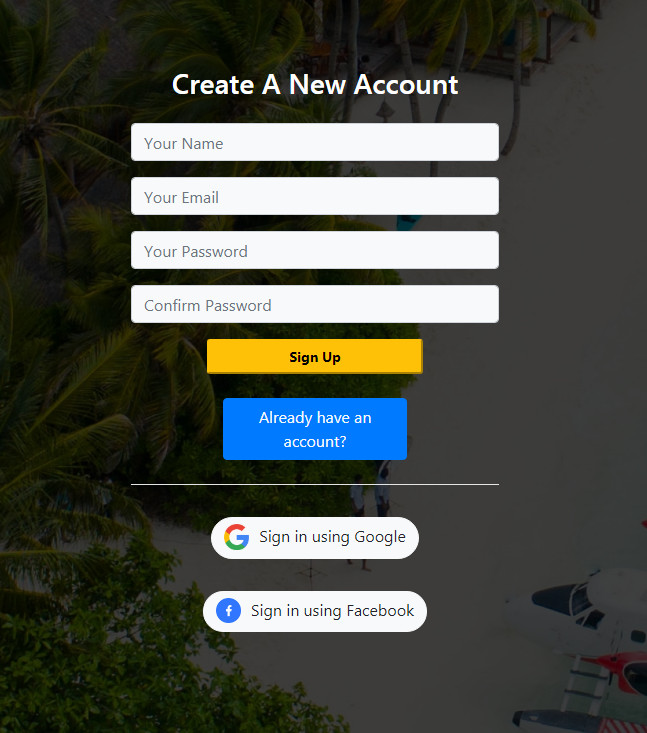 Create A New Account
Your Name
Your Email
Your Password
Confirm Password
Sign Up
Already have an
account?
Sign in using Google
Sign in using Facebook